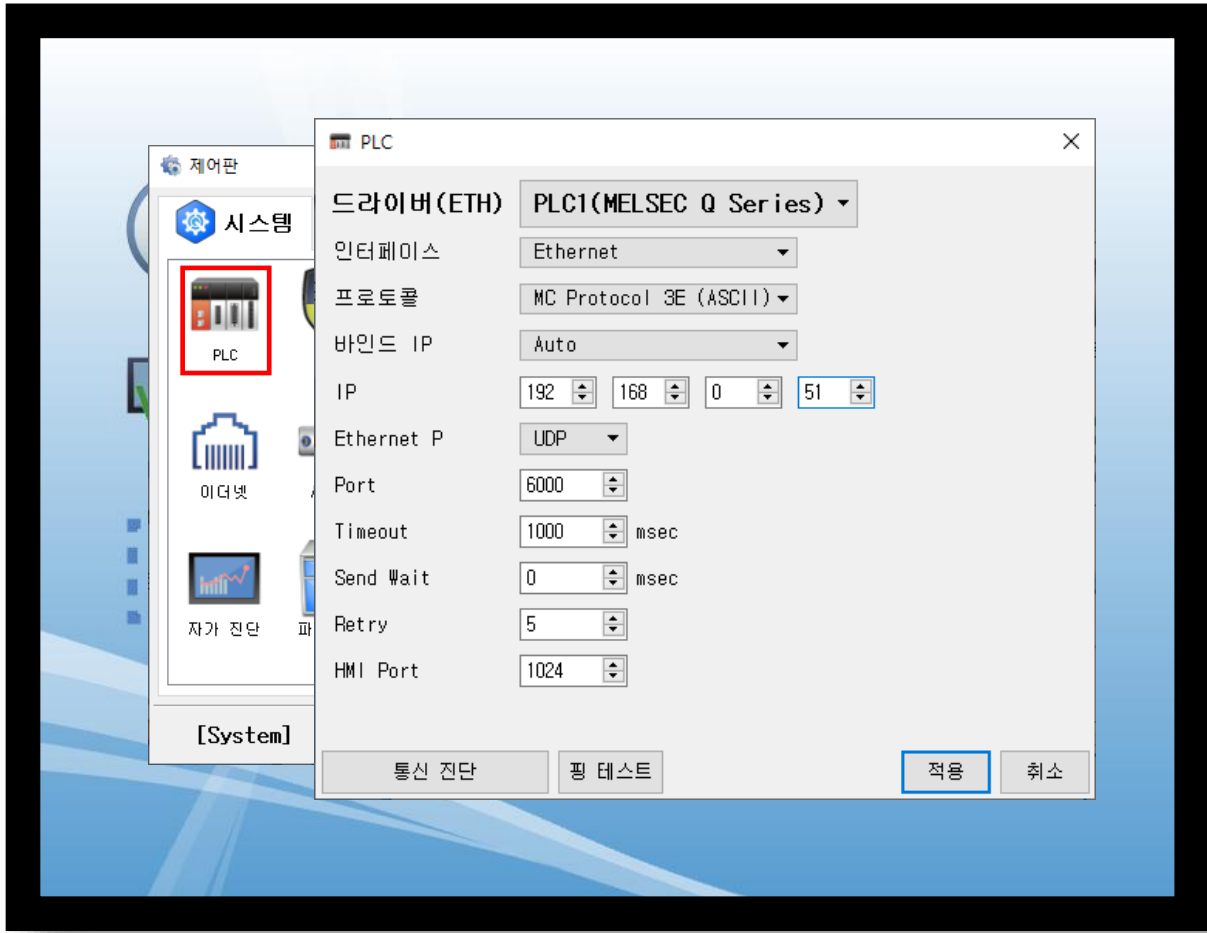 제어판
시스템
PLC
이더넷
자가 진단
[System]
PLC
드라이버(ETH) PLC1(MELSEC Q Series)
인터페이스 Ethernet
프로토콜 MC Protocol 3E (ASCII)
바인드 IP Auto
IP 192 168 0 51
Ethernet P UDP
Port 6000
Timeout 1000 msec
Send Wait 0 msec
Retry 5
HMI Port 1024
통신 진단 핑 테스트 적용 취소